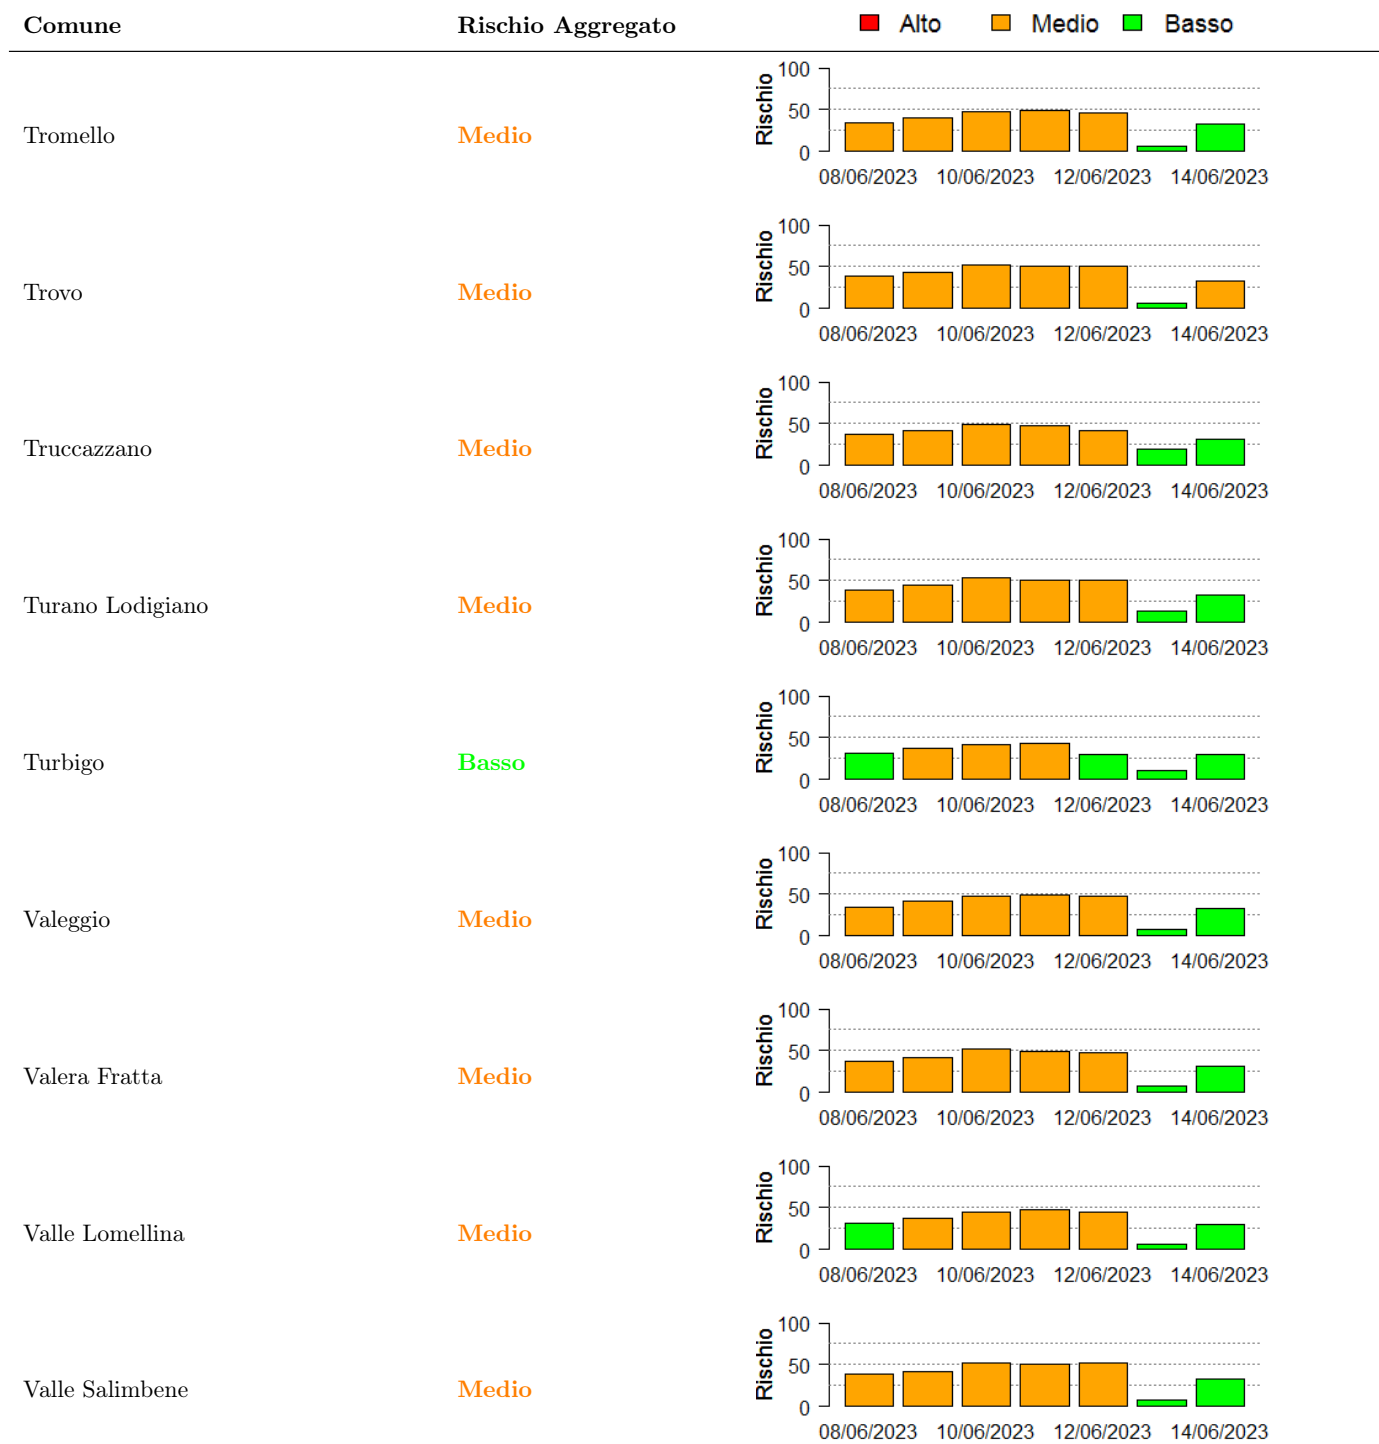 Comune Rischio Aggregato Alto Medio Basso
100
50
0
Rischio
Tromello Medio
08/06/2023 10/06/2023 12/06/2023 14/06/2023
100
50
0
Rischio
Trovo Medio
08/06/2023 10/06/2023 12/06/2023 14/06/2023
100
50
0
Rischio
Truccazzano Medio
08/06/2023 10/06/2023 12/06/2023 14/06/2023
100
50
0
Rischio
Turano Lodigiano Medio
08/06/2023 10/06/2023 12/06/2023 14/06/2023
100
50
0
Rischio
Turbigo Basso
08/06/2023 10/06/2023 12/06/2023 14/06/2023
100
50
0
Rischio
Valeggio Medio
08/06/2023 10/06/2023 12/06/2023 14/06/2023
100
50
0
Rischio
Valera Fratta Medio
08/06/2023 10/06/2023 12/06/2023 14/06/2023
100
50
0
Rischio
Valle Lomellina Medio
08/06/2023 10/06/2023 12/06/2023 14/06/2023
100
50
0
Rischio
Valle Salimbene Medio
08/06/2023 10/06/2023 12/06/2023 14/06/2023